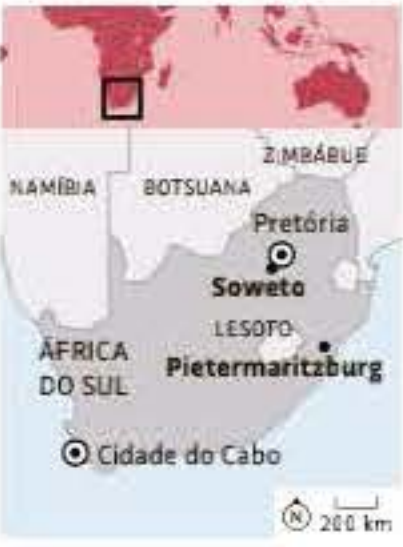 ZIMBÁBUE
NAMÍBIA BOTSUANA
Pretória
Soweto
LESOTO
ÁFRICA
DO SUL
Pietermaritzburg
Cidade do Cabo
N 200 km